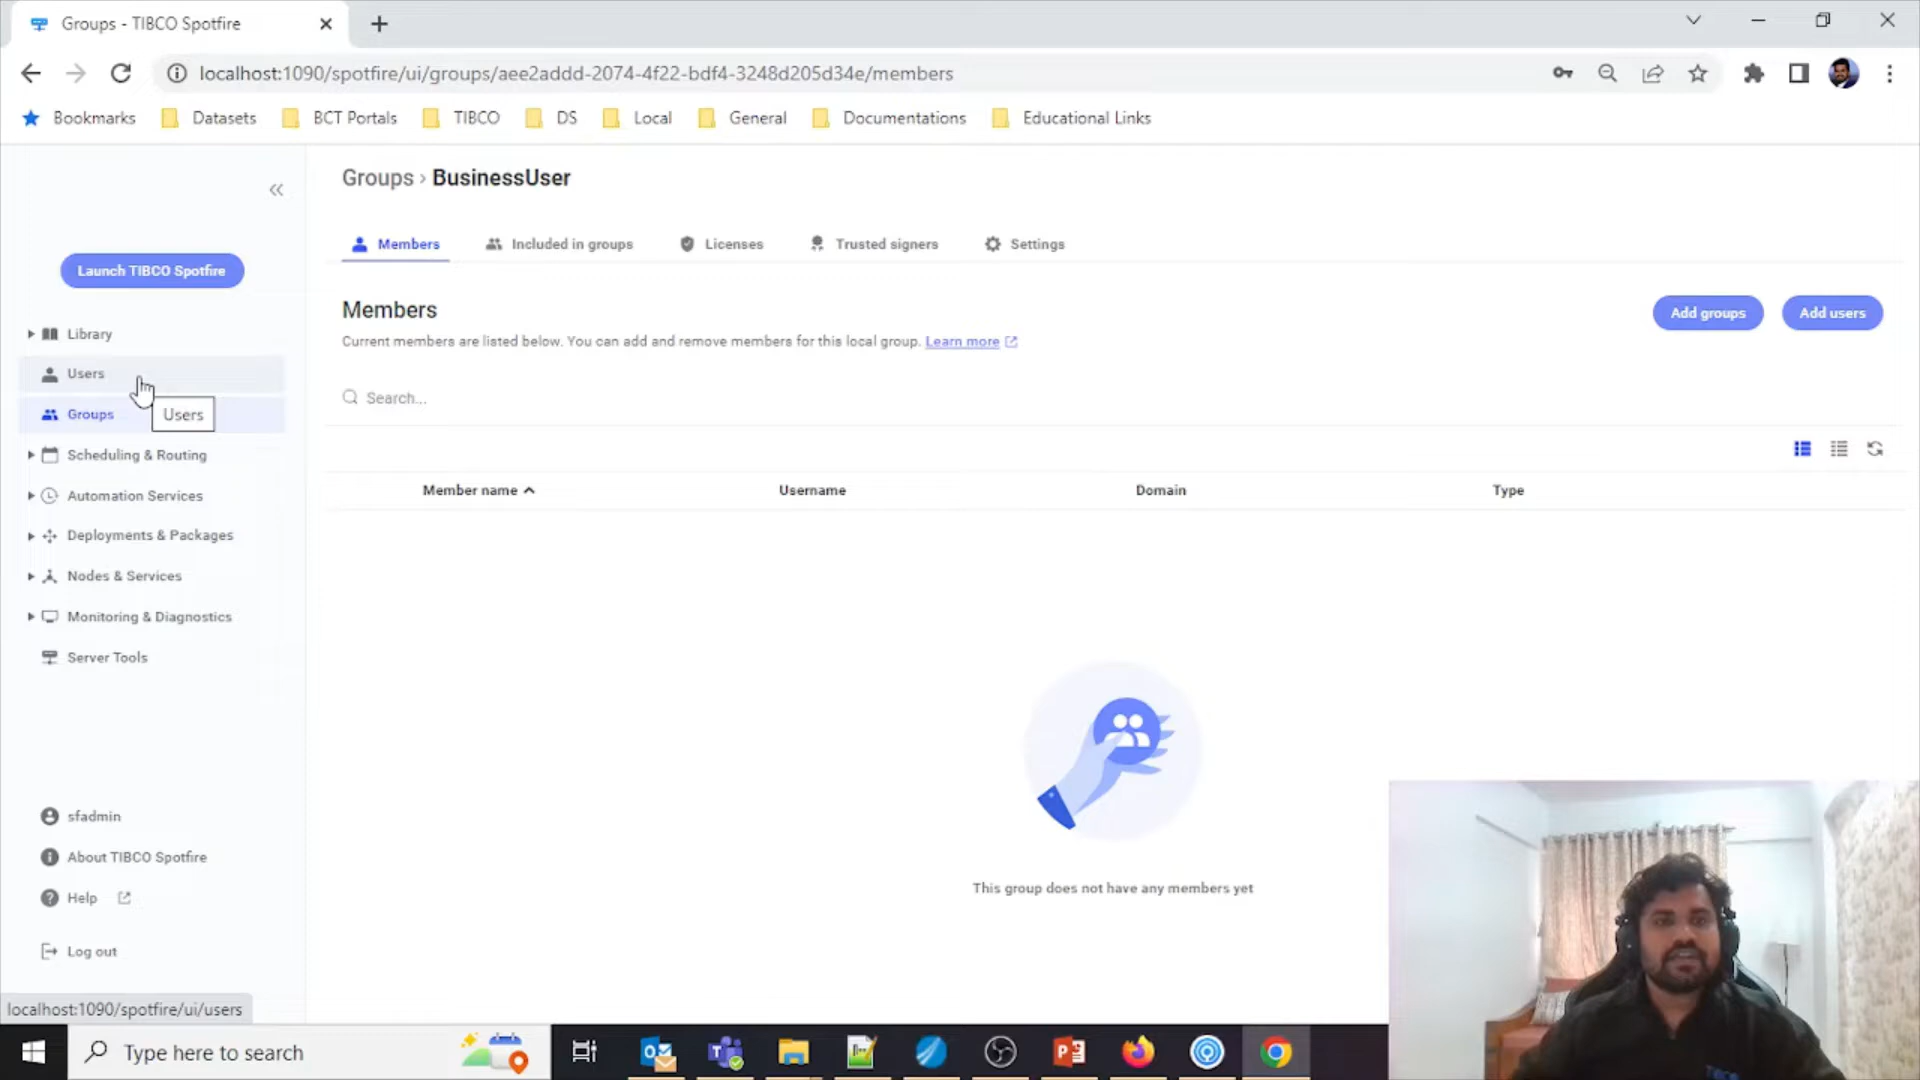 Groups - TIBCO Spotfire
localhost:1090/spotfire/ui/groups/aee2addd-2074-4f22-bdf4-3248d205d34e/members
Bookmarks Datasets BCT Portals TIBCO DS Local General Documentations Educational Links
Groups › BusinessUser
Launch TIBCO Spotfire
Library
Users
Groups
Users
Scheduling & Routing
Automation Services
Deployments & Packages
Nodes & Services
Monitoring & Diagnostics
Server Tools
sfadmin
About TIBCO Spotfire
Help
Log out
localhost:1090/spotfire/ui/users
Members Included in groups Licenses Trusted signers Settings
Members
Add groups Add users
Current members are listed below. You can add and remove members for this local group. Learn more
Search...
Member name Username Domain Type
This group does not have any members yet
Type here to search